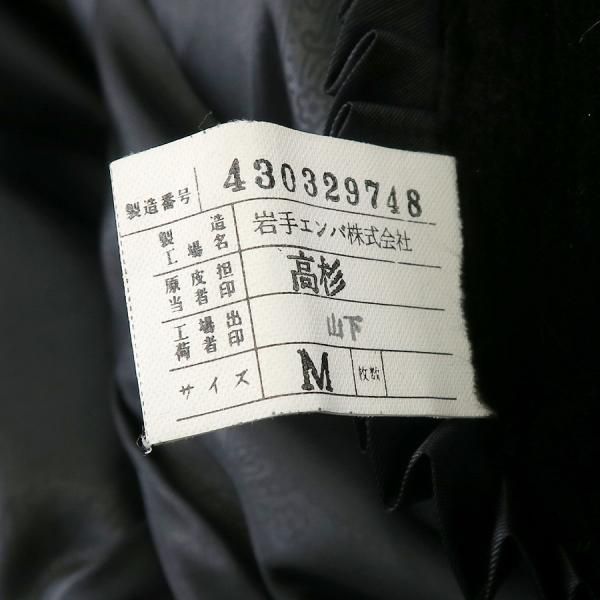 製造番号 430329748
製造
工場名 岩手エンバ株式会社
原皮担
当者印 高杉
工場出
荷者印 山下
サイズ M 枚数